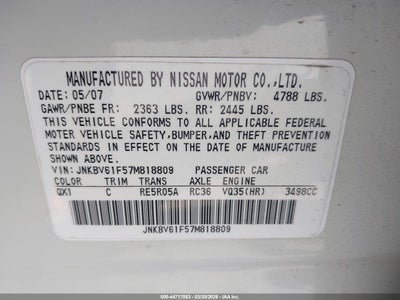 MANUFACTURED BY NISSAN MOTOR CO.,LTD.
DATE: 05/07 GVWR/PNBV: 4788 LBS.
GAWR/PNBE FR: 2363 LBS. RR: 2445 LBS.
THIS VEHICLE CONFORMS TO ALL APPLICABLE FEDERAL
MOTOR VEHICLE SAFETY,BUMPER,AND THEFT PREVENTION
STANDARDS IN EFFECT ON THE DATE OF MANUFACTURE
SHOWN ABOVE.
VIN: JNKBV61F57M818809 PASSENGER CAR
COLOR TRIM TRANS AXLE ENGINE
QX1 C RE5R05A RC36 VQ35(HR) 3498CC
JNKBV61F57M818809